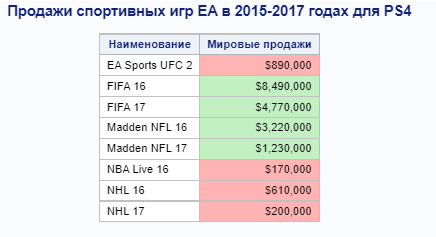 Продажи спортивных игр EA в 2015-2017 годах для PS4
Наименование Мировые продажи
EA Sports UFC 2 $890,000
FIFA 16 $8,490,000
FIFA 17 $4,770,000
Madden NFL 16 $3,220,000
Madden NFL 17 $1,230,000
NBA Live 16 $170,000
NHL 16 $610,000
NHL 17 $200,000